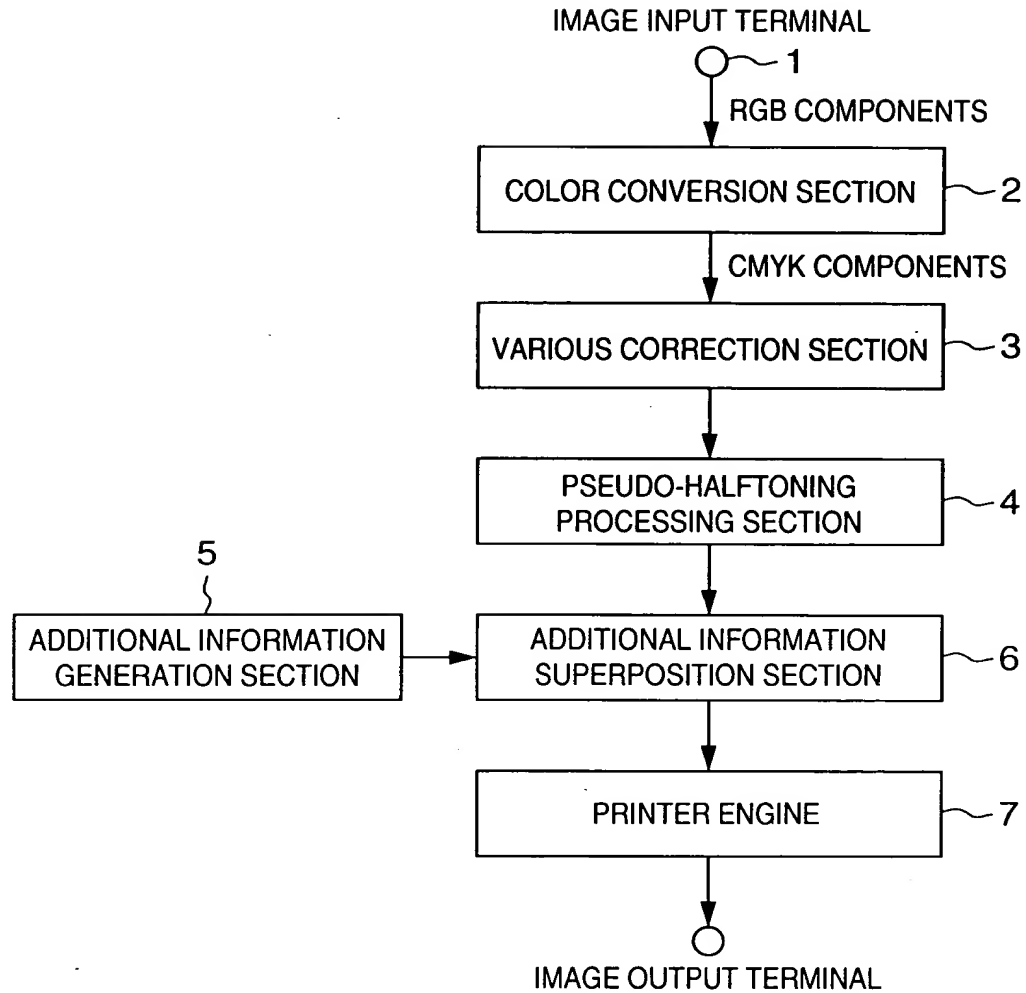 IMAGE INPUT TERMINAL
1
RGB COMPONENTS
COLOR CONVERSION SECTION
2
CMYK COMPONENTS
VARIOUS CORRECTION SECTION
3
PSEUDO-HALFTONING
PROCESSING SECTION
4
5
ADDITIONAL INFORMATION
GENERATION SECTION
ADDITIONAL INFORMATION
SUPERPOSITION SECTION
6
PRINTER ENGINE
7
IMAGE OUTPUT TERMINAL